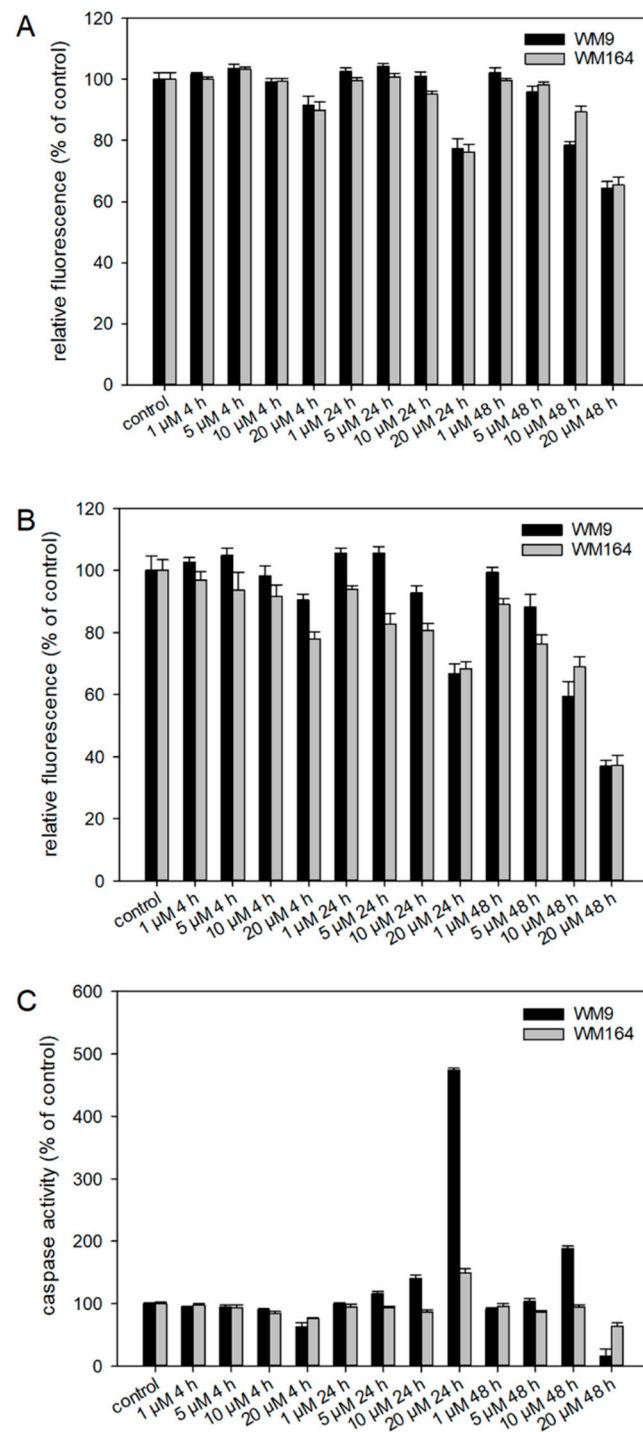 A
relative fluorescence (% of control)
120
100
80
60
40
20
0
WM9
WM164
control
1 µM 4 h
5 µM 4 h
10 µM 4 h
20 µM 4 h
1 µM 24 h
5 µM 24 h
10 µM 24 h
20 µM 24 h
1 µM 48 h
5 µM 48 h
10 µM 48 h
20 µM 48 h
B
relative fluorescence (% of control)
120
100
80
60
40
20
0
WM9
WM164
control
1 µM 4 h
5 µM 4 h
10 µM 4 h
20 µM 4 h
1 µM 24 h
5 µM 24 h
10 µM 24 h
20 µM 24 h
1 µM 48 h
5 µM 48 h
10 µM 48 h
20 µM 48 h
C
caspase activity (% of control)
600
500
400
300
200
100
0
WM9
WM164
control
1 µM 4 h
5 µM 4 h
10 µM 4 h
20 µM 4 h
1 µM 24 h
5 µM 24 h
10 µM 24 h
20 µM 24 h
1 µM 48 h
5 µM 48 h
10 µM 48 h
20 µM 48 h